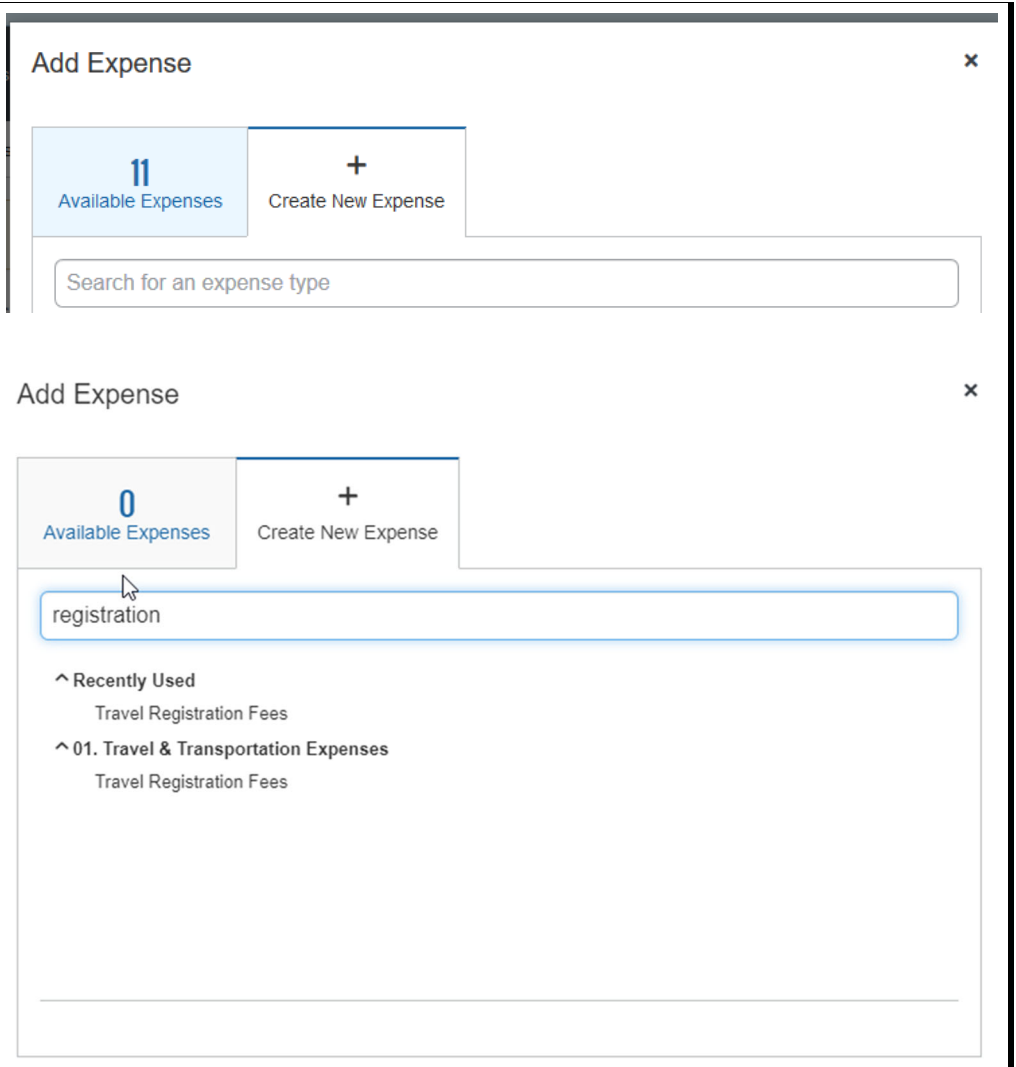 Add Expense
×
11
Available Expenses
+
Create New Expense
Search for an expense type
Add Expense
×
0
Available Expenses
+
Create New Expense
registration
Recently Used
Travel Registration Fees
01. Travel & Transportation Expenses
Travel Registration Fees